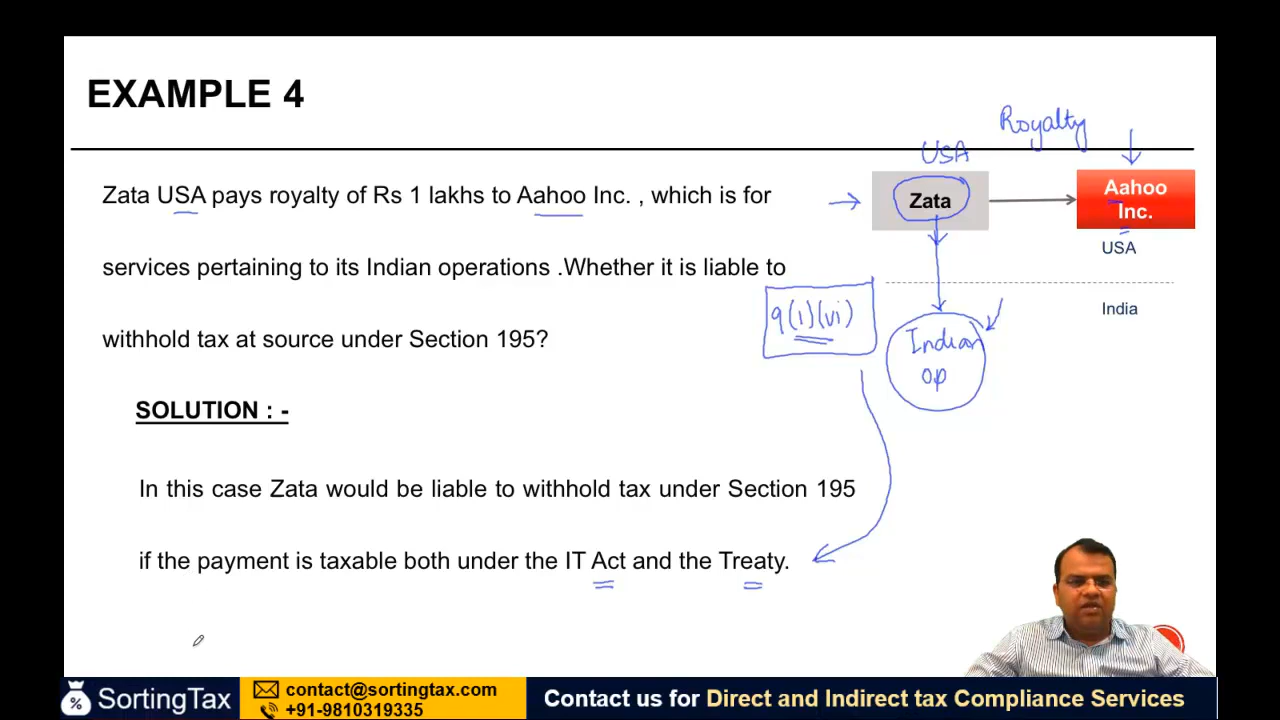 EXAMPLE 4
Royalty
USA
Zata USA pays royalty of Rs 1 lakhs to Aahoo Inc. , which is for
services pertaining to its Indian operations .Whether it is liable to
withhold tax at source under Section 195?
Zata
Aahoo
Inc.
USA
India
9(1)(vi)
Indian
op
SOLUTION : -
In this case Zata would be liable to withhold tax under Section 195
if the payment is taxable both under the IT Act and the Treaty.
SortingTax
contact@sortingtax.com
+91-9810319335
Contact us for Direct and Indirect tax Compliance Services